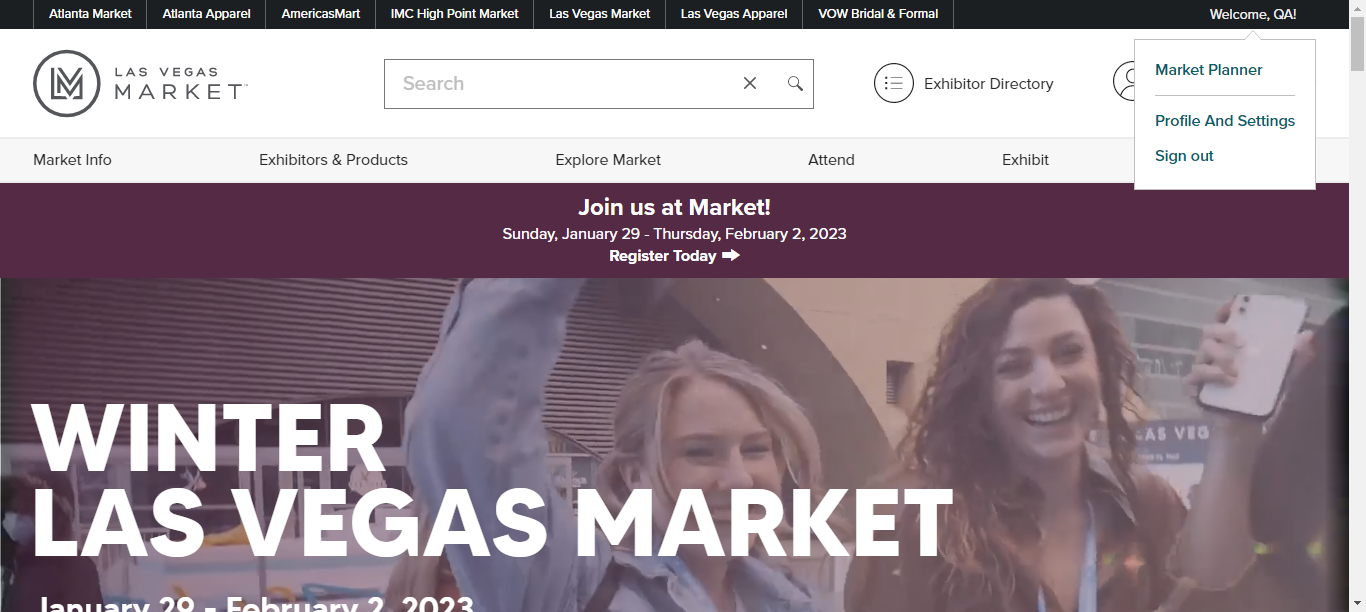 Atlanta Market
Atlanta Apparel
AmericasMart
IMC High Point Market
Las Vegas Market
Las Vegas Apparel
VOW Bridal & Formal
Welcome, QA!
LAS VEGAS
MARKET
Search
Exhibitor Directory
Market Planner
Profile And Settings
Sign out
Market Info
Exhibitors & Products
Explore Market
Attend
Exhibit
Join us at Market!
Sunday, January 29 - Thursday, February 2, 2023
Register Today
WINTER
LAS VEGAS MARKET
January 29 - February 2, 2023